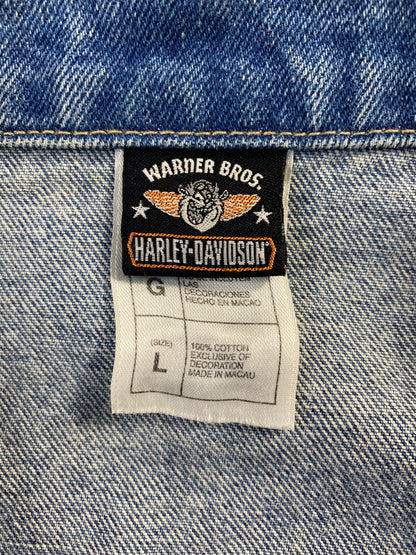 WARNER BROS.
HARLEY-DAVIDSON
G
LAS
DECORACIONES
HECHO EN MACAO
(SIZE)
L
100% COTTON
EXCLUSIVE OF
DECORATION
MADE IN MACAU